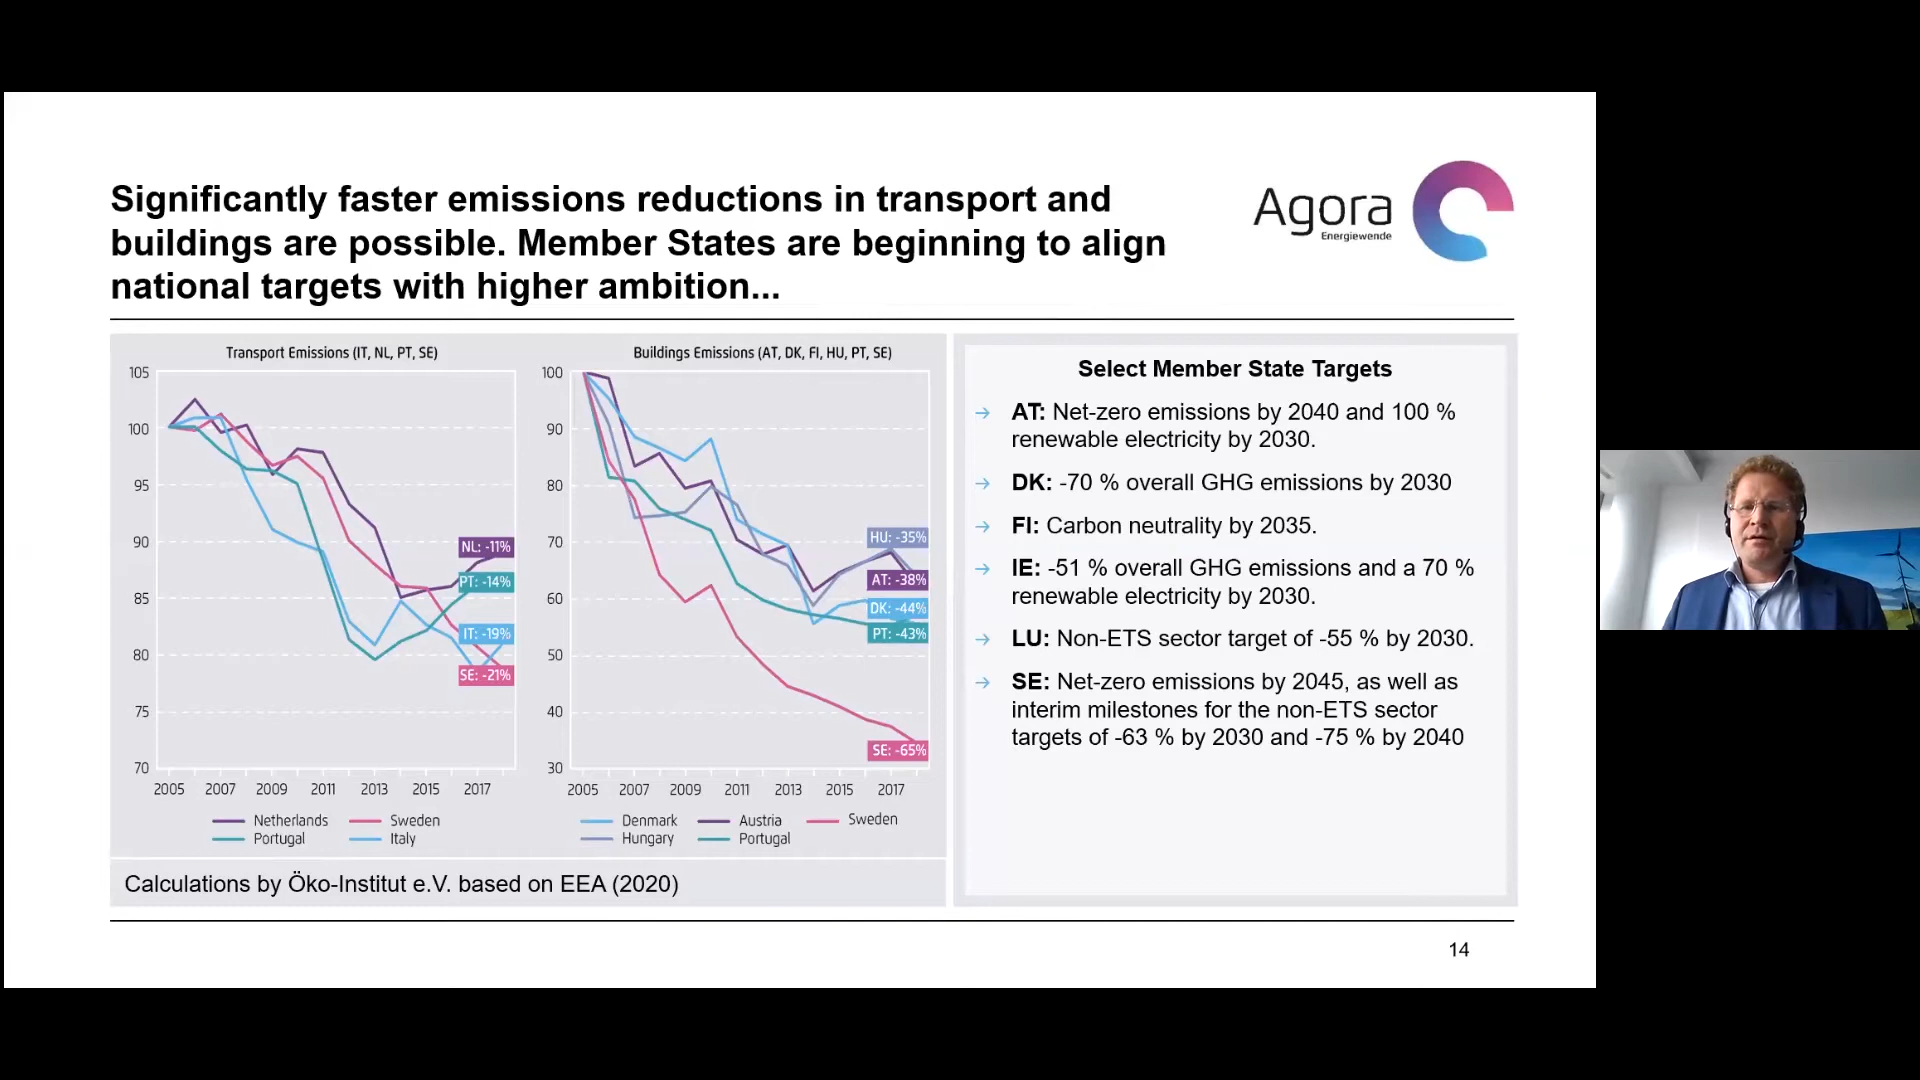 Significantly faster emissions reductions in transport and
buildings are possible. Member States are beginning to align
national targets with higher ambition...
Agora
Energiewende
Transport Emissions (IT, NL, PT, SE)
105
100
95
90
85
80
75
70
NL: -11%
PT: -14%
IT: -19%
SE: -21%
2005 2007 2009 2011 2013 2015 2017
Netherlands Sweden
Portugal Italy
Buildings Emissions (AT, DK, FI, HU, PT, SE)
100
90
80
70
60
50
40
30
HU: -35%
AT: -38%
DK: -44%
PT: -43%
SE: -65%
2005 2007 2009 2011 2013 2015 2017
Denmark Austria Sweden
Hungary Portugal
Calculations by Öko-Institut e.V. based on EEA (2020)
Select Member State Targets
→ AT: Net-zero emissions by 2040 and 100 %
renewable electricity by 2030.
→ DK: -70 % overall GHG emissions by 2030
→ FI: Carbon neutrality by 2035.
→ IE: -51 % overall GHG emissions and a 70 %
renewable electricity by 2030.
→ LU: Non-ETS sector target of -55 % by 2030.
→ SE: Net-zero emissions by 2045, as well as
interim milestones for the non-ETS sector
targets of -63 % by 2030 and -75 % by 2040
14